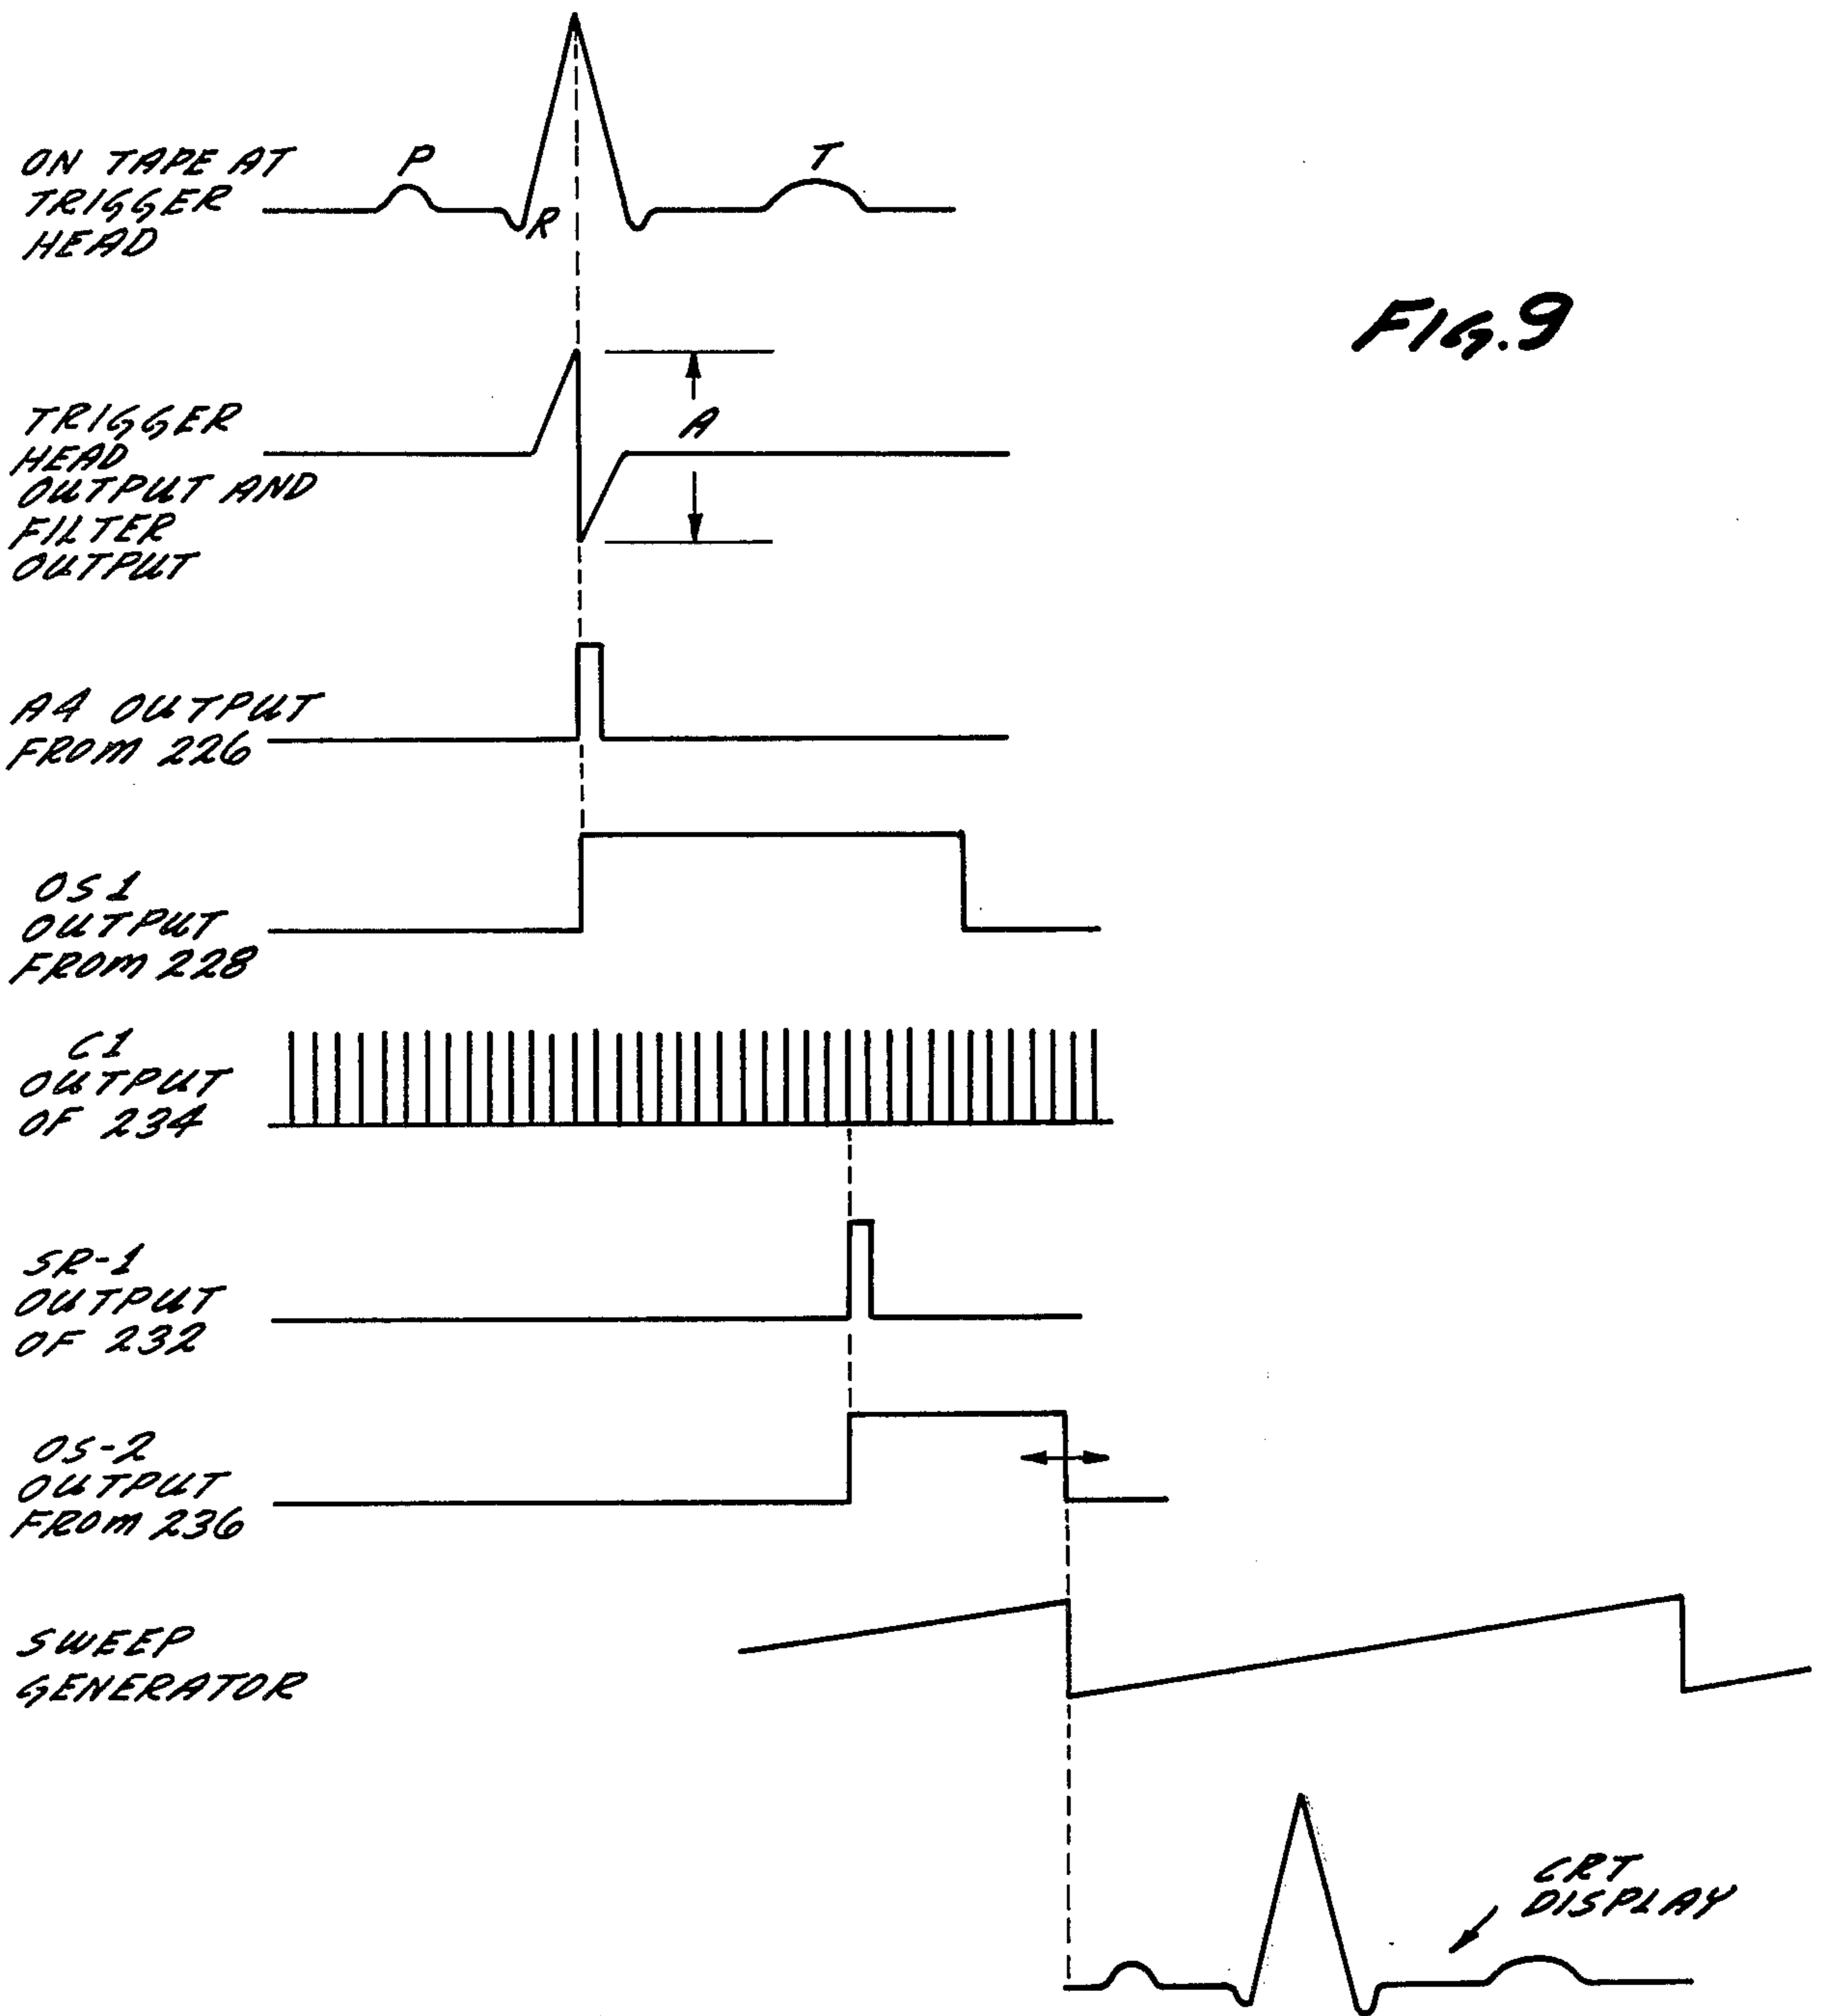 ON TAPE AT
TRIGGER
HEAD
P
R
T
FIG. 9
TRIGGER
HEAD
OUTPUT AND
FILTER
OUTPUT
A
A4 OUTPUT
FROM 226
OS1
OUTPUT
FROM 228
C1
OUTPUT
OF 234
SR-1
OUTPUT
OF 232
OS-2
OUTPUT
FROM 236
SWEEP
GENERATOR
CRT
DISPLAY